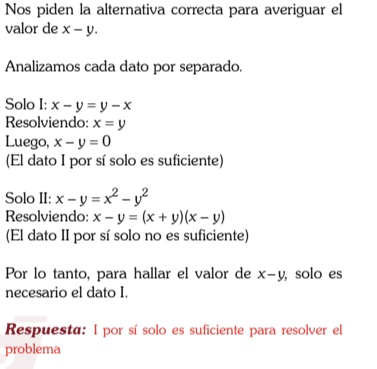 Nos piden la alternativa correcta para averiguar el
valor de x – y.
Analizamos cada dato por separado.
Solo I: x – y = y – x
Resolviendo: x = y
Luego, x – y = 0
(El dato I por sí solo es suficiente)
Solo II: x – y = x² – y²
Resolviendo: x – y = (x + y)(x – y)
(El dato II por sí solo no es suficiente)
Por lo tanto, para hallar el valor de x–y, solo es
necesario el dato I.
Respuesta: I por sí solo es suficiente para resolver el
problema